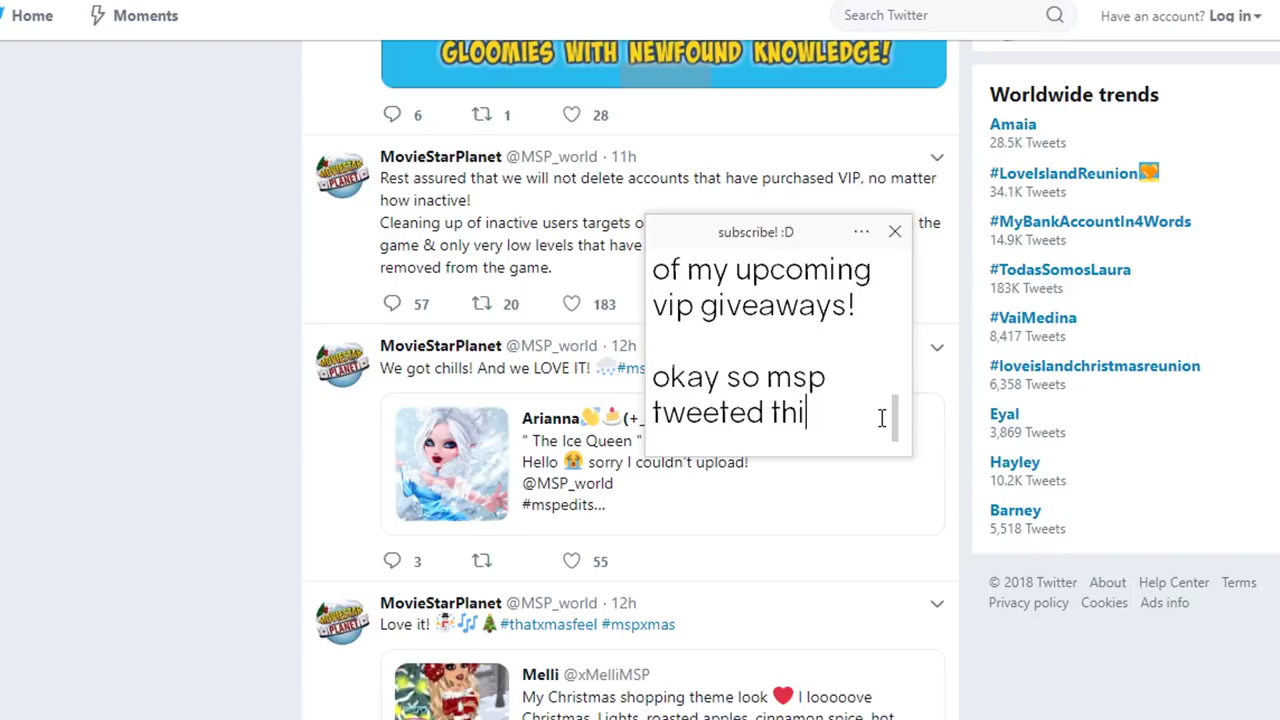 Home
Moments
Search Twitter
Have an account? Log in
GLOOMIES WITH NEWFOUND KNOWLEDGE!
6 1 28
MovieStarPlanet @MSP_world · 11h
Rest assured that we will not delete accounts that have purchased VIP, no matter
how inactive!
Cleaning up of inactive users targets o the
game & only very low levels that have
removed from the game.
57 20 183
MovieStarPlanet @MSP_world · 12h
We got chills! And we LOVE IT! 🌨️#ms
Arianna👏🍰(+_
" The Ice Queen "
Hello 😭 sorry I couldn't upload!
@MSP_world
#mspedits...
3 55
MovieStarPlanet @MSP_world · 12h
Love it! ⛄🎶🎄#thatxmasfeel #mspxmas
Melli @xMelliMSP
My Christmas shopping theme look ❤ I looooove
Christmas. Lights, roasted apples, cinnamon spice, hot
subscribe! :D
of my upcoming
vip giveaways!
okay so msp
tweeted thi
Worldwide trends
Amaia
28.5K Tweets
#LoveIslandReunion
34.1K Tweets
#MyBankAccountIn4Words
14.9K Tweets
#TodasSomosLaura
183K Tweets
#VaiMedina
8,417 Tweets
#loveislandchristmasreunion
6,358 Tweets
Eyal
3,869 Tweets
Hayley
10.2K Tweets
Barney
5,518 Tweets
© 2018 Twitter About Help Center Terms
Privacy policy Cookies Ads info